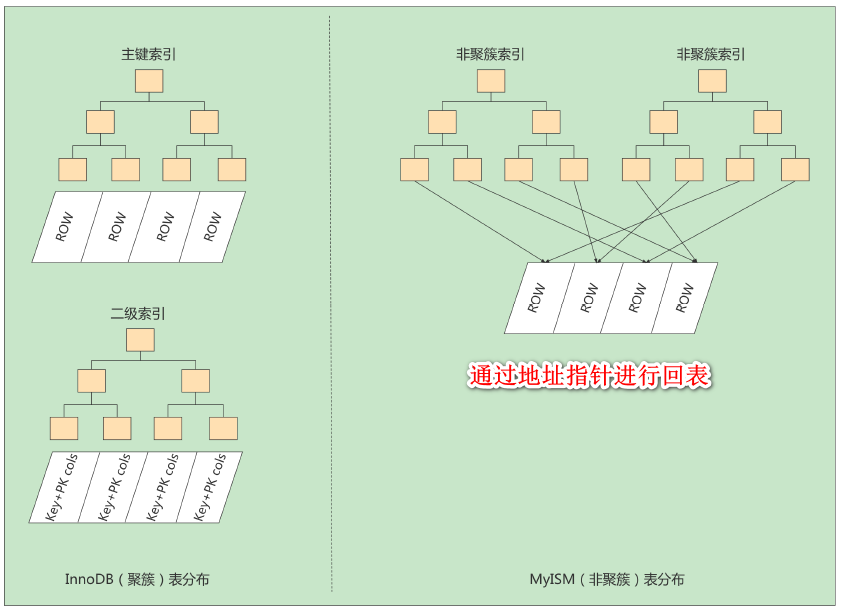 主键索引
ROW
ROW
ROW
ROW
二级索引
Key+PK cols
Key+PK cols
Key+PK cols
Key+PK cols
InnoDB（聚簇）表分布
非聚簇索引
非聚簇索引
ROW
ROW
ROW
ROW
通过地址指针进行回表
MyISM（非聚簇）表分布